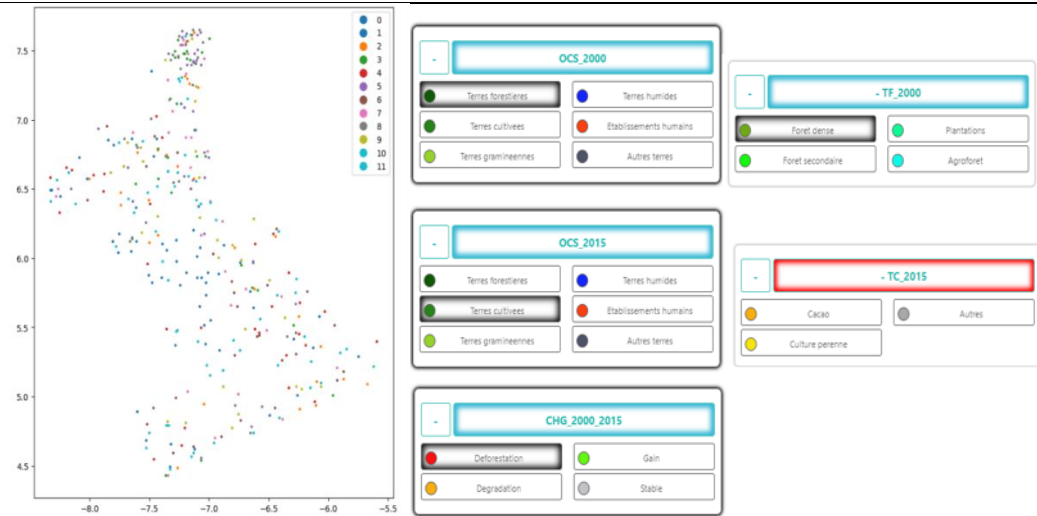 7.5
7.0
6.5
6.0
5.5
5.0
4.5
-8.0 -7.5 -7.0 -6.5 -6.0 -5.5
0
1
2
3
4
5
6
7
8
9
10
11
- OCS_2000
Terres forestieres Terres humides
Terres cultivees Etablissements humains
Terres gramineennes Autres terres
- - TF_2000
Foret dense Plantations
Foret secondaire Agroforet
- OCS_2015
Terres forestieres Terres humides
Terres cultivees Etablissements humains
Terres gramineennes Autres terres
- - TC_2015
Cacao Autres
Culture perenne
- CHG_2000_2015
Deforestation Gain
Degradation Stable